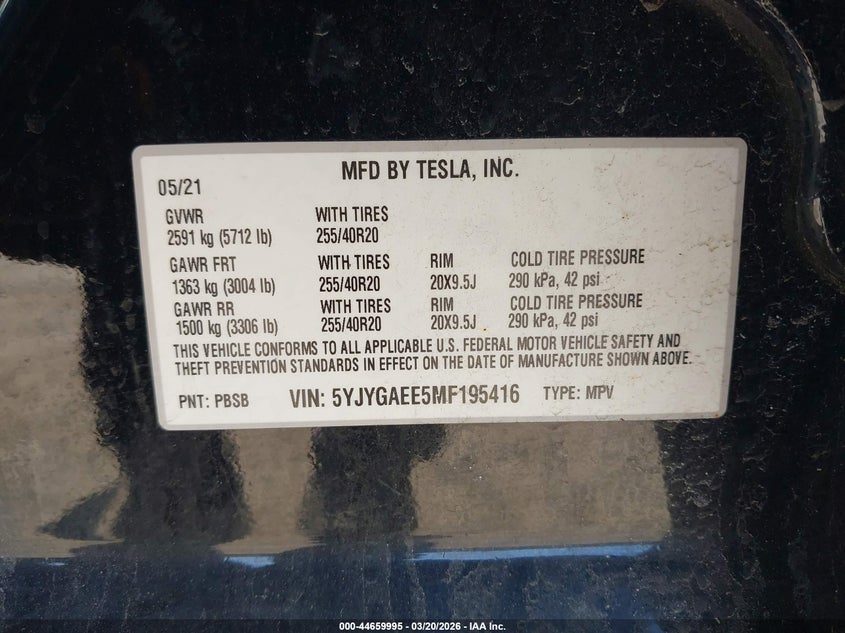 MFD BY TESLA, INC.
05/21
GVWR WITH TIRES
2591 kg (5712 lb) 255/40R20
GAWR FRT WITH TIRES RIM COLD TIRE PRESSURE
1363 kg (3004 lb) 255/40R20 20X9.5J 290 kPa, 42 psi
GAWR RR WITH TIRES RIM COLD TIRE PRESSURE
1500 kg (3306 lb) 255/40R20 20X9.5J 290 kPa, 42 psi
THIS VEHICLE CONFORMS TO ALL APPLICABLE U.S. FEDERAL MOTOR VEHICLE SAFETY AND
THEFT PREVENTION STANDARDS IN EFFECT ON THE DATE OF MANUFACTURE SHOWN ABOVE.
PNT: PBSB VIN: 5YJYGAEE5MF195416 TYPE: MPV
000-44659995 - 03/20/2026 - IAA Inc.